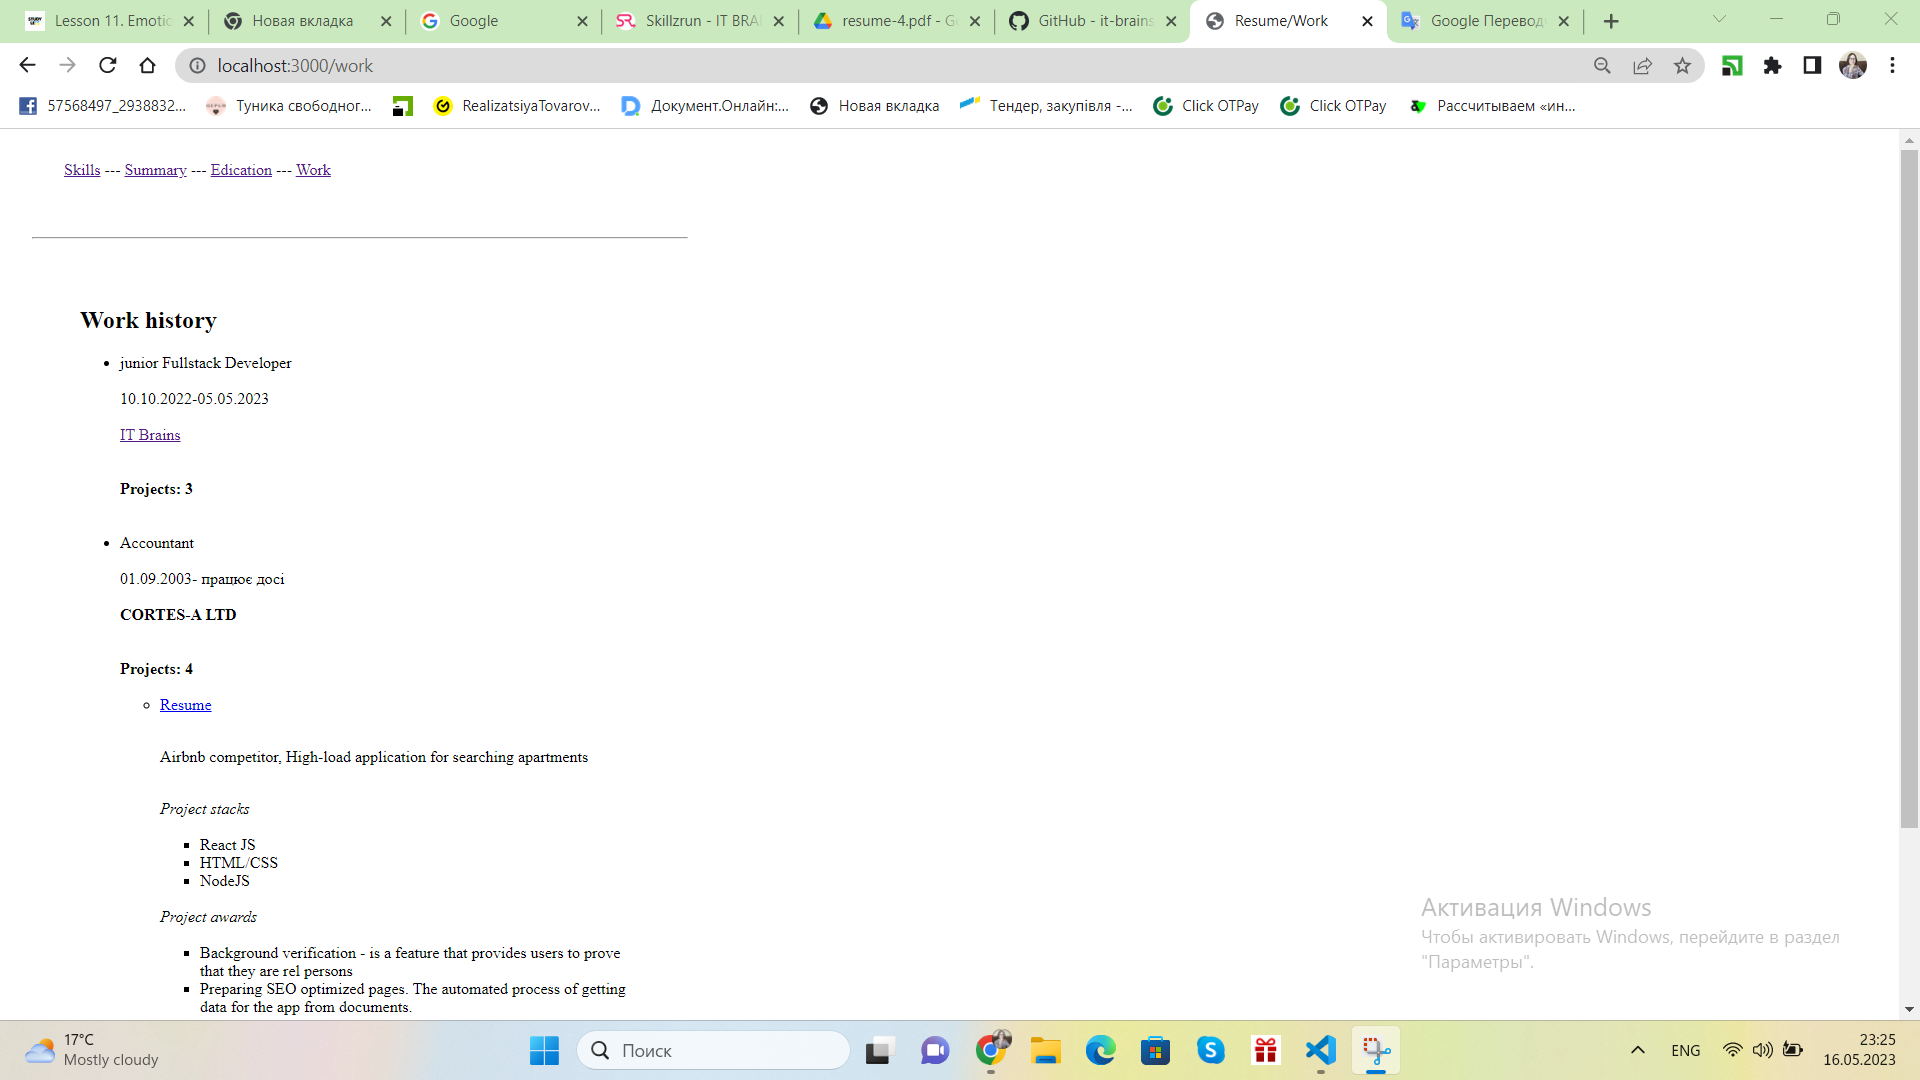 Lesson 11. Emotic
Новая вкладка
Google
Skillzrun - IT BRAI
resume-4.pdf - Go
GitHub - it-brains
Resume/Work
Google Перевод
localhost:3000/work
57568497_2938832...
Туника свободног...
RealizatsiyaTovarov...
Документ.Онлайн:...
Новая вкладка
Тендер, закупівля -...
Click OTPay
Click OTPay
Рассчитываем «ин...
Skills --- Summary --- Edication --- Work
Work history
junior Fullstack Developer
10.10.2022-05.05.2023
IT Brains
Projects: 3
Accountant
01.09.2003- працює досі
CORTES-A LTD
Projects: 4
Resume
Airbnb competitor, High-load application for searching apartments
Project stacks
React JS
HTML/CSS
NodeJS
Project awards
Background verification - is a feature that provides users to prove
that they are rel persons
Preparing SEO optimized pages. The automated process of getting
data for the app from documents.
Активация Windows
Чтобы активировать Windows, перейдите в раздел
"Параметры".
17°C
Mostly cloudy
Поиск
ENG
23:25
16.05.2023